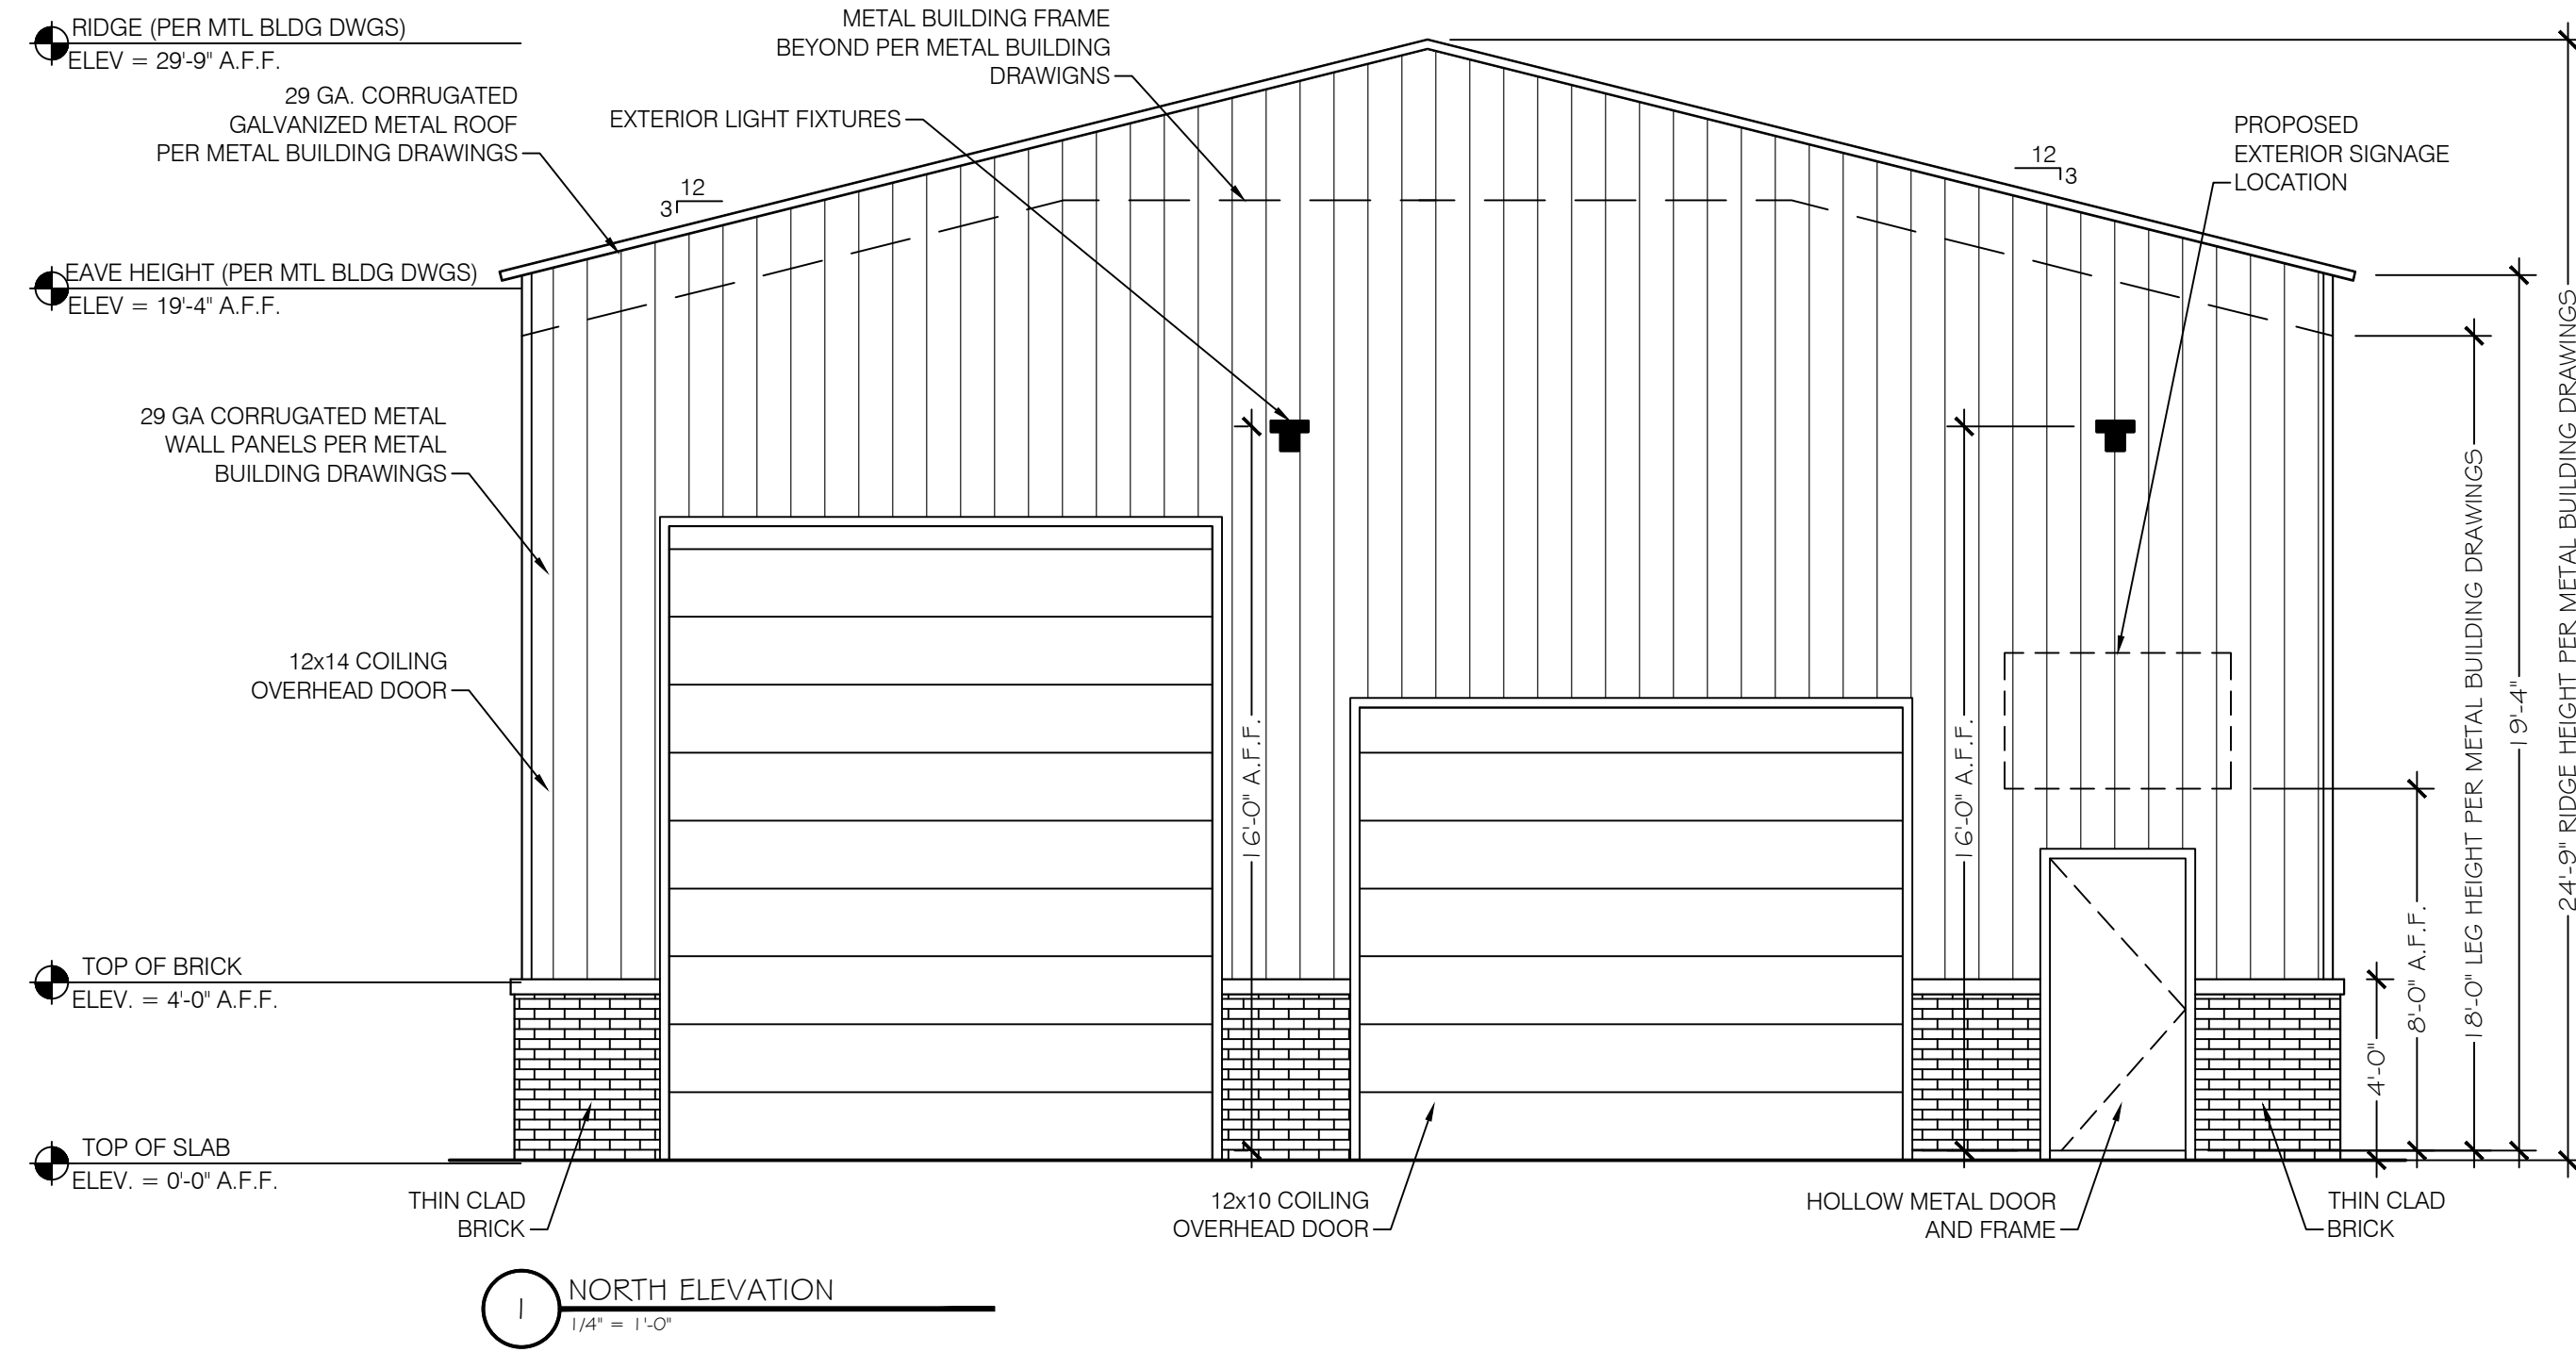 RIDGE (PER MTL BLDG DWGS)
ELEV = 29'-9" A.F.F.
29 GA. CORRUGATED
GALVANIZED METAL ROOF
PER METAL BUILDING DRAWINGS
METAL BUILDING FRAME
BEYOND PER METAL BUILDING
DRAWIGNS
EXTERIOR LIGHT FIXTURES
PROPOSED
EXTERIOR SIGNAGE
LOCATION
12
3
12
3
EAVE HEIGHT (PER MTL BLDG DWGS)
ELEV = 19'-4" A.F.F.
29 GA CORRUGATED METAL
WALL PANELS PER METAL
BUILDING DRAWINGS
12x14 COILING
OVERHEAD DOOR
16'-0" A.F.F.
16'-0" A.F.F.
4'-0"
8'-0" A.F.F.
18'-0" LEG HEIGHT PER METAL BUILDING DRAWINGS
19'-4"
24'-9" RIDGE HEIGHT PER METAL BUILDING DRAWINGS
TOP OF BRICK
ELEV. = 4'-0" A.F.F.
TOP OF SLAB
ELEV. = 0'-0" A.F.F.
THIN CLAD
BRICK
12x10 COILING
OVERHEAD DOOR
HOLLOW METAL DOOR
AND FRAME
THIN CLAD
BRICK
1
NORTH ELEVATION
1/4" = 1'-0"